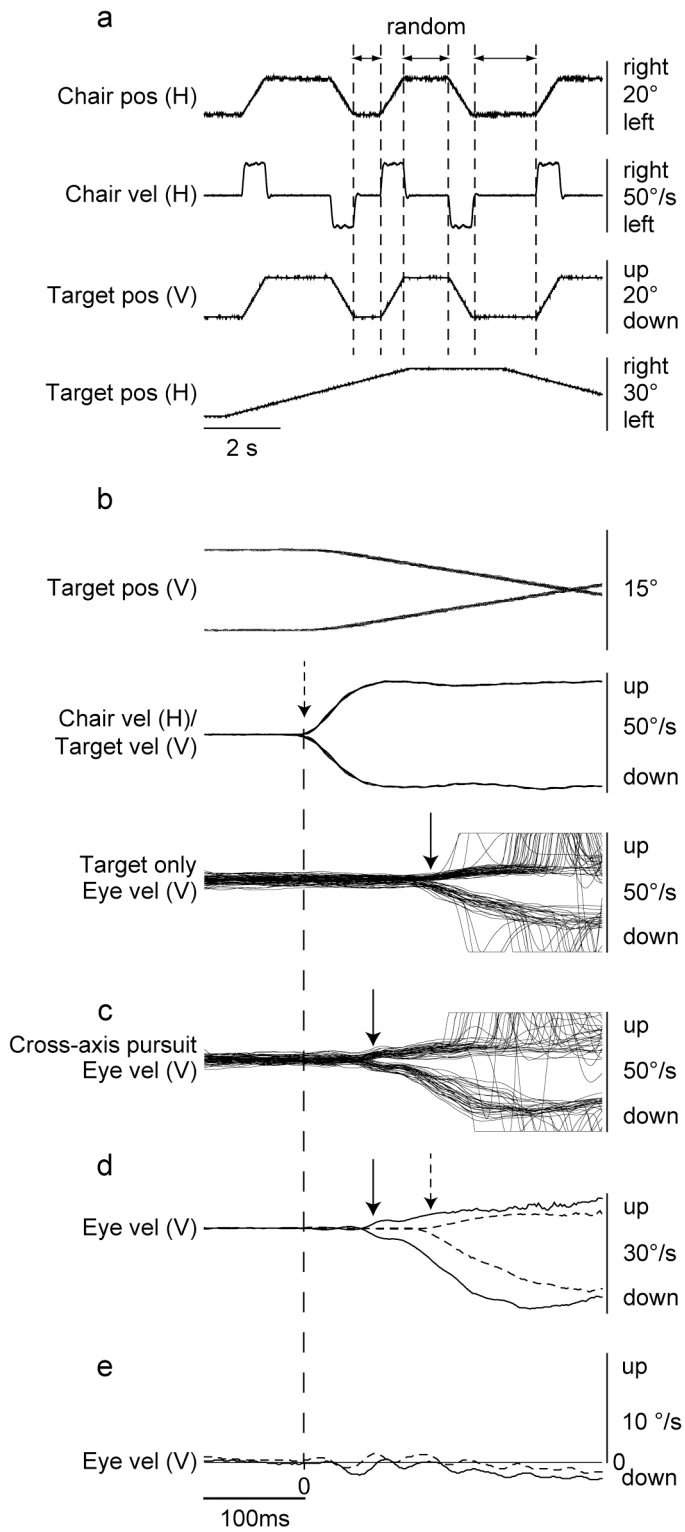 a
random
Chair pos (H)
right
20°
left
Chair vel (H)
right
50°/s
left
Target pos (V)
up
20°
down
Target pos (H)
right
30°
left
2 s
b
Target pos (V)
15°
Chair vel (H)/
Target vel (V)
up
50°/s
down
Target only
Eye vel (V)
up
50°/s
down
c
Cross-axis pursuit
Eye vel (V)
up
50°/s
down
d
Eye vel (V)
up
30°/s
down
e
Eye vel (V)
up
10 °/s
0
down
0
100ms